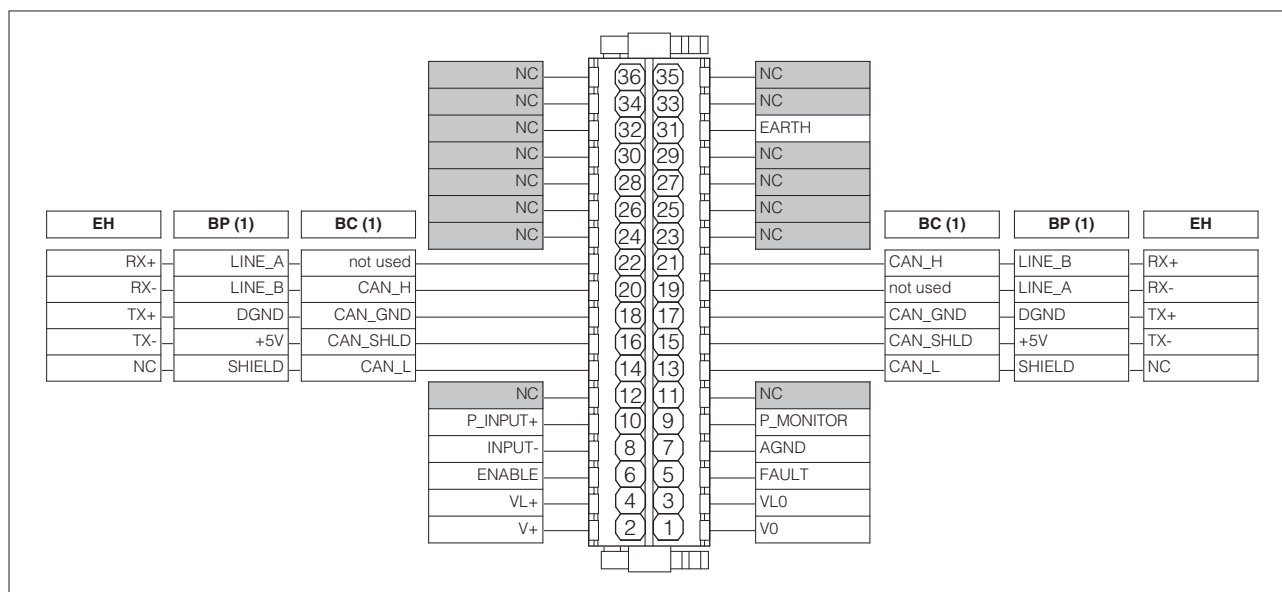 NC 36 35 NC
NC 34 33 NC
NC 32 31 EARTH
NC 30 29 NC
NC 28 27 NC
NC 26 25 NC
EH BP (1) BC (1) NC 24 23 NC BC (1) BP (1) EH
RX+ LINE_A not used 22 21 CAN_H LINE_B RX+
RX- LINE_B CAN_H 20 19 not used LINE_A RX-
TX+ DGND CAN_GND 18 17 CAN_GND DGND TX+
TX- +5V CAN_SHLD 16 15 CAN_SHLD +5V TX-
NC SHIELD CAN_L 14 13 CAN_L SHIELD NC
NC 12 11 NC
P_INPUT+ 10 9 P_MONITOR
INPUT- 8 7 AGND
ENABLE 6 5 FAULT
VL+ 4 3 VL0
V+ 2 1 V0